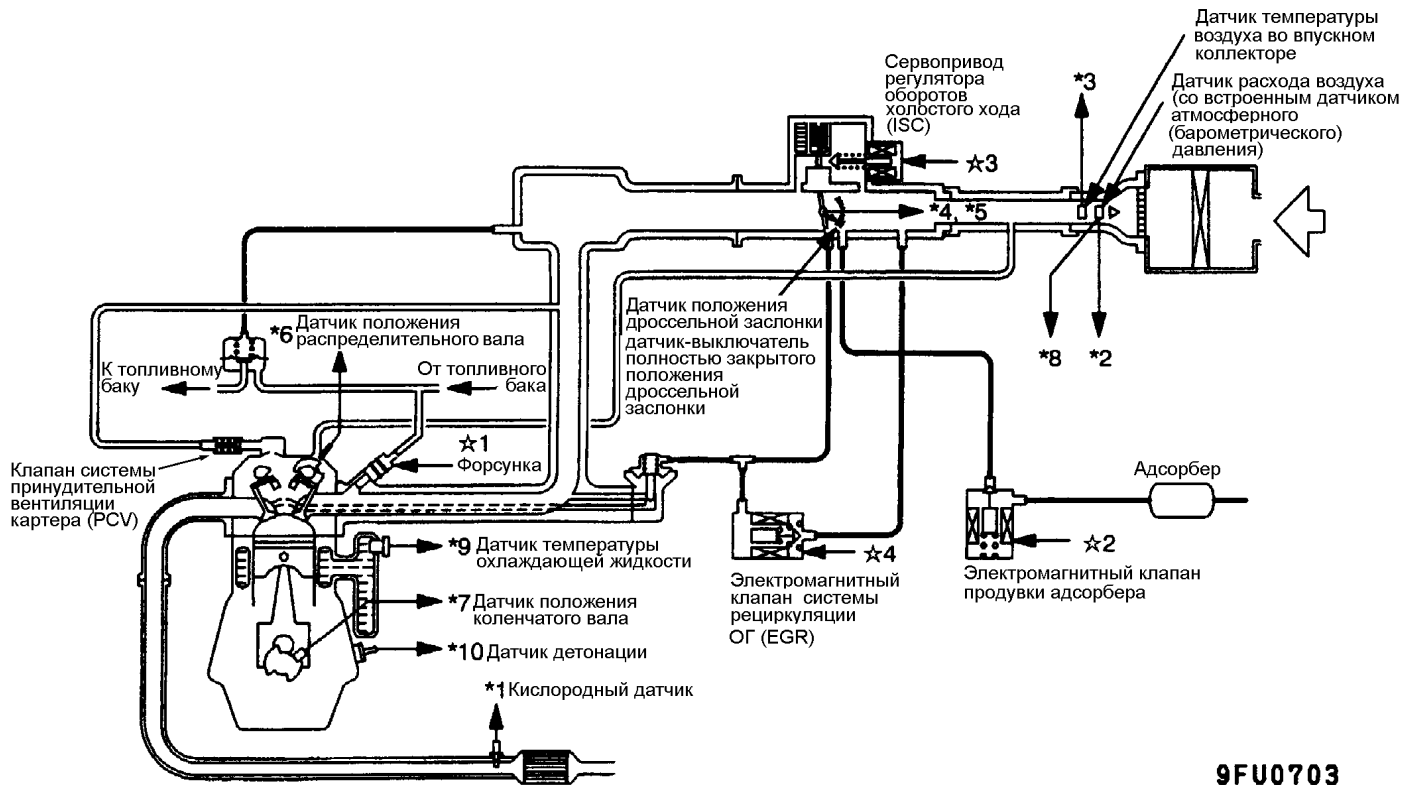 Датчик температуры
воздуха во впускном
коллекторе
Сервопривод
регулятора
оборотов
холостого хода
(ISC)
*3
Датчик расхода воздуха
(со встроенным датчиком
атмосферного
(барометрического)
давления)
☆3
*4, *5
*8
*2
Датчик положения
дроссельной заслонки
датчик-выключатель
полностью закрытого
положения
дроссельной
заслонки
*6 Датчик положения
распределительного вала
К топливному
баку
От топливного
бака
☆1
Форсунка
Клапан системы
принудительной
вентиляции
картера (PCV)
Адсорбер
☆4
☆2
Электромагнитный
клапан системы
рециркуляции
ОГ (EGR)
Электромагнитный клапан
продувки адсорбера
*9 Датчик температуры
охлаждающей жидкости
*7 Датчик положения
коленчатого вала
*10 Датчик детонации
*1 Кислородный датчик
9FU0703